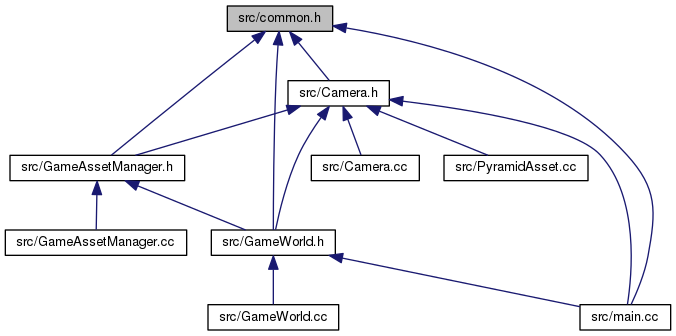 src/common.h
src/Camera.h
src/GameAssetManager.h
src/Camera.cc
src/PyramidAsset.cc
src/GameAssetManager.cc
src/GameWorld.h
src/GameWorld.cc
src/main.cc